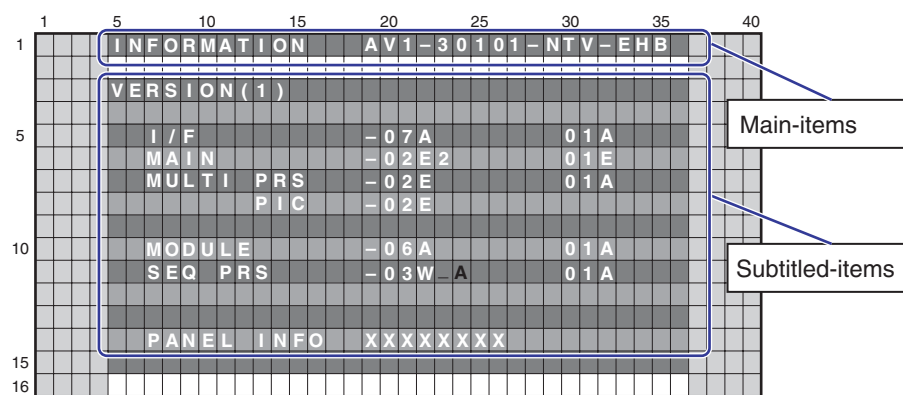 1 5 10 15 20 25 30 35 40
1 INFORMATION AV1-30101-NTV-EHB
VERSION(1)
Main-items
5 I/F -07A 01A
MAIN -02E2 01E
MULTI PRS -02E 01A
PIC -02E
10 MODULE -06A 01A
Subtitled-items
SEQ PRS -03W_A 01A
PANEL INFO XXXXXXXX
15
16